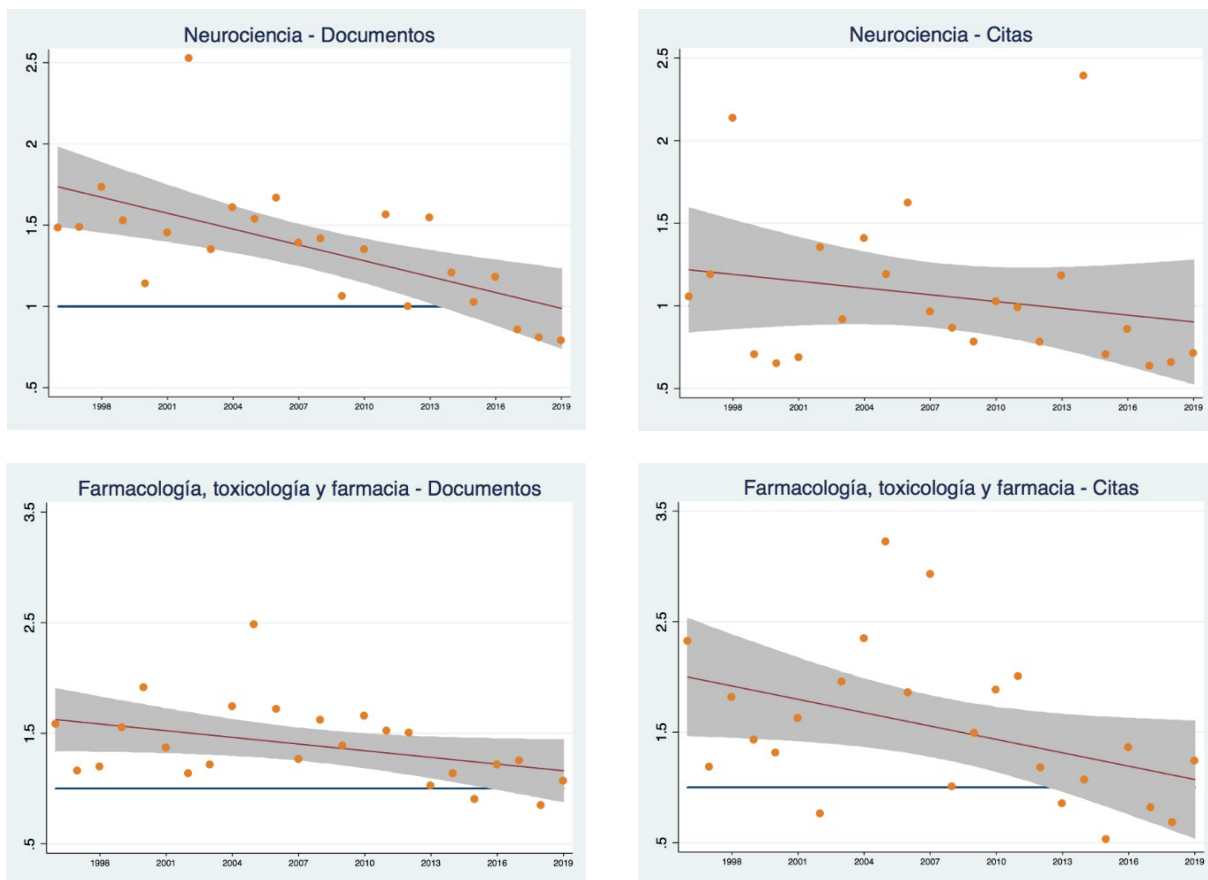 Neurociencia - Documentos
2.5
2
1.5
1
.5
1998 2001 2004 2007 2010 2013 2016 2019
Neurociencia - Citas
2.5
2
1.5
1
.5
1998 2001 2004 2007 2010 2013 2016 2019
Farmacología, toxicología y farmacia - Documentos
3.5
2.5
1.5
.5
1998 2001 2004 2007 2010 2013 2016 2019
Farmacología, toxicología y farmacia - Citas
3.5
2.5
1.5
.5
1998 2001 2004 2007 2010 2013 2016 2019